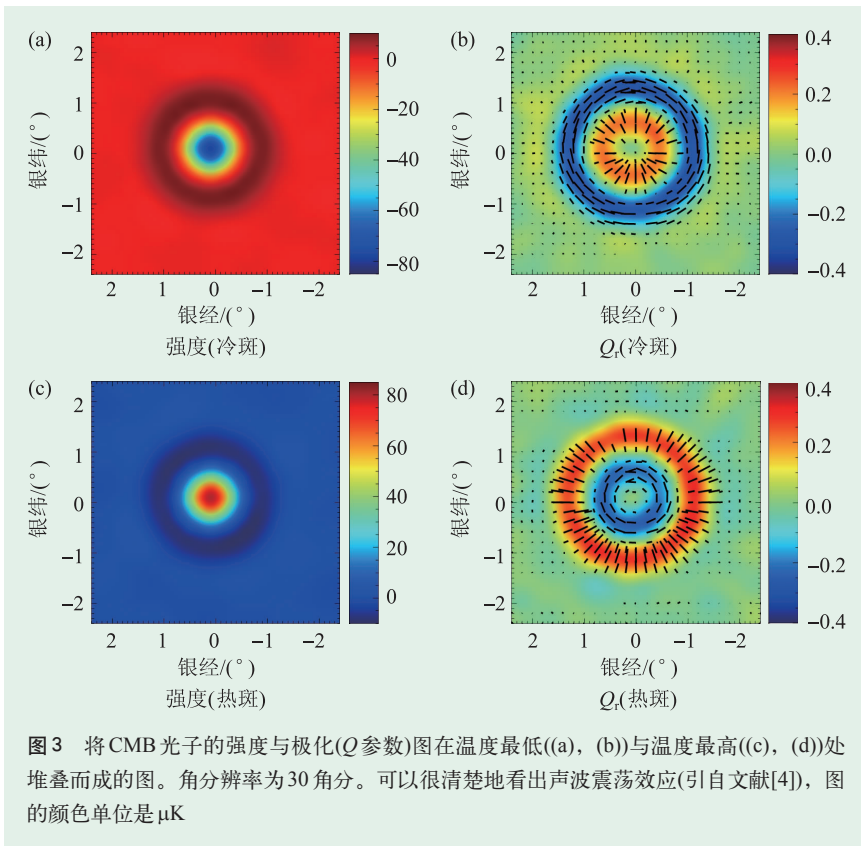 (a)
2
1
0
−1
−2
银纬/(°)
2 1 0 −1 −2
银经/(°)
强度(冷斑)
0
−20
−40
−60
−80
(b)
2
1
0
−1
−2
银纬/(°)
2 1 0 −1 −2
银经/(°)
Qr(冷斑)
0.4
0.2
0.0
−0.2
−0.4
(c)
2
1
0
−1
−2
银纬/(°)
2 1 0 −1 −2
银经/(°)
强度(热斑)
80
60
40
20
0
(d)
2
1
0
−1
−2
银纬/(°)
2 1 0 −1 −2
银经/(°)
Qr(热斑)
0.4
0.2
0.0
−0.2
−0.4
图3 将CMB光子的强度与极化(Q参数)图在温度最低((a)，(b))与温度最高((c)，(d))处
堆叠而成的图。角分辨率为30角分。可以很清楚地看出声波震荡效应(引自文献[4])，图
的颜色单位是μK